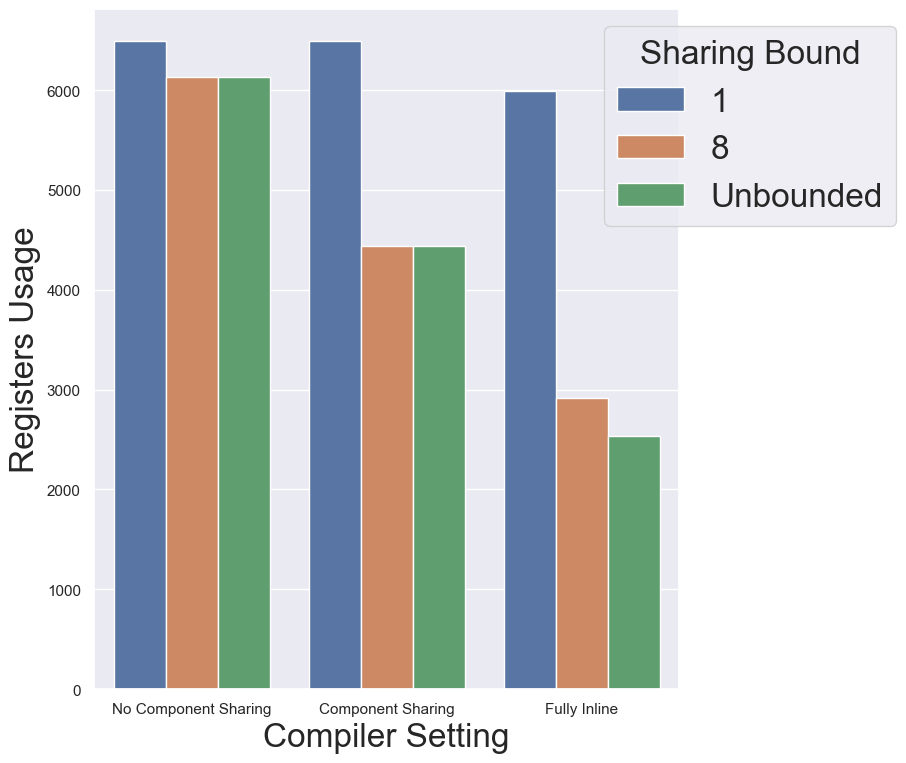 Sharing Bound
1
8
Unbounded
Registers Usage
6000
5000
4000
3000
2000
1000
0
No Component Sharing
Component Sharing
Fully Inline
Compiler Setting